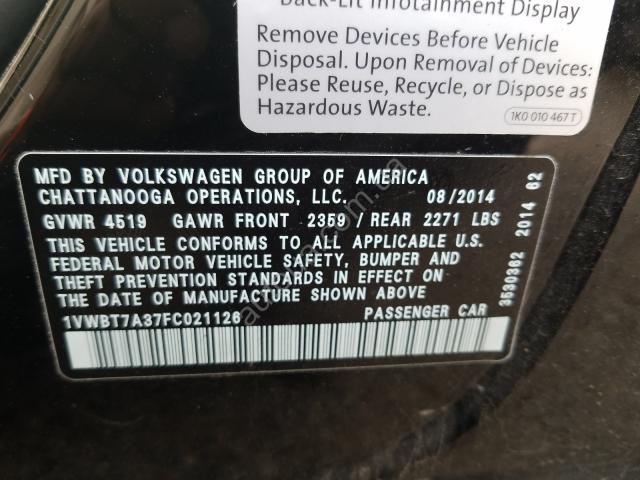 Back-Lit Infotainment Display
Remove Devices Before Vehicle
Disposal. Upon Removal of Devices:
Please Reuse, Recycle, or Dispose as
Hazardous Waste.
1K0 010 467 T
MFD BY VOLKSWAGEN GROUP OF AMERICA
CHATTANOOGA OPERATIONS, LLC. 08/2014
GVWR 4519 GAWR FRONT 2359 / REAR 2271 LBS
THIS VEHICLE CONFORMS TO ALL APPLICABLE U.S.
FEDERAL MOTOR VEHICLE SAFETY, BUMPER AND
THEFT PREVENTION STANDARDS IN EFFECT ON
THE DATE OF MANUFACTURE SHOWN ABOVE
1VWBT7A37FC021126 PASSENGER CAR
3530362 2014 62